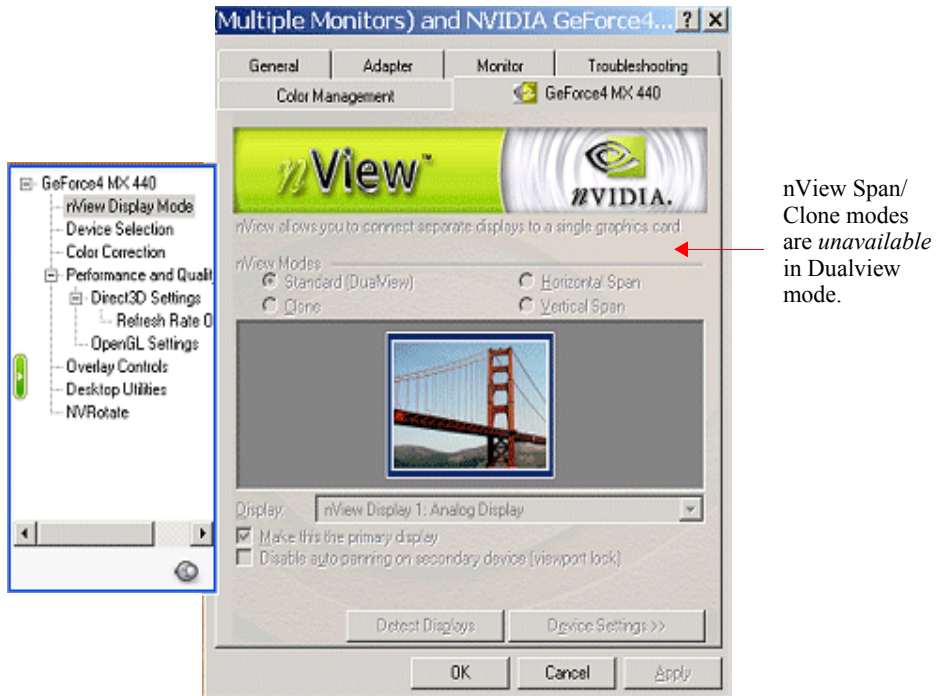 (Multiple Monitors) and NVIDIA GeForce4...
General
Adapter
Monitor
Troubleshooting
Color Management
GeForce4 MX 440
nView™
nVIDIA.
nView allows you to connect separate displays to a single graphics card
nView Modes
Standard (DualView)
Horizontal Span
Clone
Vertical Span
Display:
nView Display 1: Analog Display
Make this the primary display
Disable auto panning on secondary device (viewport lock)
Detect Displays
Device Settings >>
OK
Cancel
Apply
GeForce4 MX 440
nView Display Mode
Device Selection
Color Correction
Performance and Qualit
Direct3D Settings
Refresh Rate O
OpenGL Settings
Overlay Controls
Desktop Utilities
NVRotate
nView Span/
Clone modes
are unavailable
in Dualview
mode.